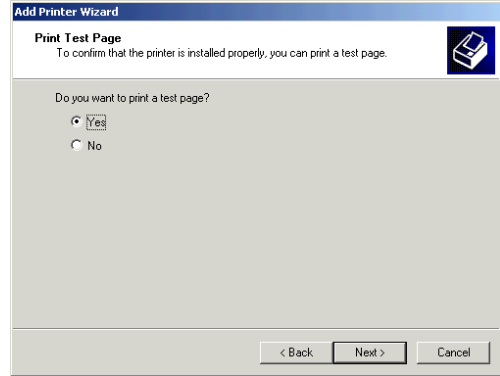 Add Printer Wizard
Print Test Page
To confirm that the printer is installed properly, you can print a test page.
Do you want to print a test page?
Yes
No
< Back
Next >
Cancel